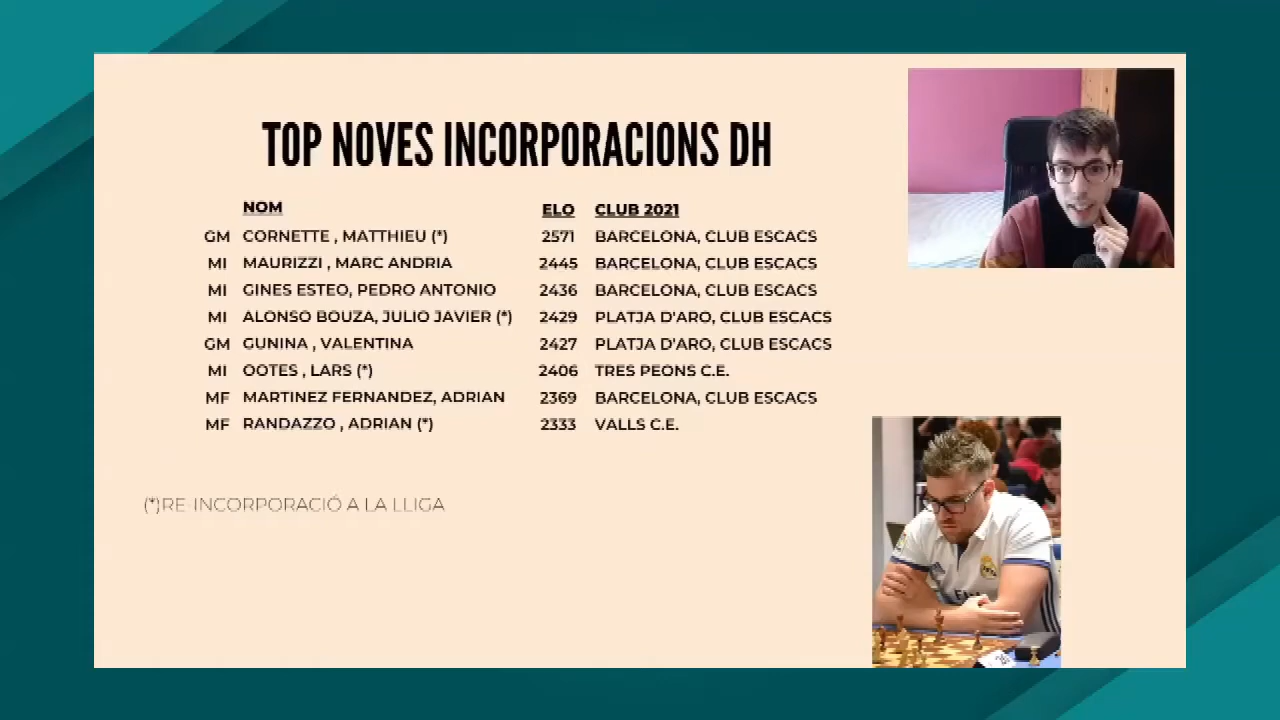 TOP NOVES INCORPORACIONS DH
NOM ELO CLUB 2021
GM CORNETTE , MATTHIEU (*) 2571 BARCELONA, CLUB ESCACS
MI MAURIZZI , MARC ANDRIA 2445 BARCELONA, CLUB ESCACS
MI GINES ESTEO, PEDRO ANTONIO 2436 BARCELONA, CLUB ESCACS
MI ALONSO BOUZA, JULIO JAVIER (*) 2429 PLATJA D'ARO, CLUB ESCACS
GM GUNINA , VALENTINA 2427 PLATJA D'ARO, CLUB ESCACS
MI OOTES , LARS (*) 2406 TRES PEONS C.E.
MF MARTINEZ FERNANDEZ, ADRIAN 2369 BARCELONA, CLUB ESCACS
MF RANDAZZO , ADRIAN (*) 2333 VALLS C.E.
(*)RE-INCORPORACIÓ A LA LLIGA